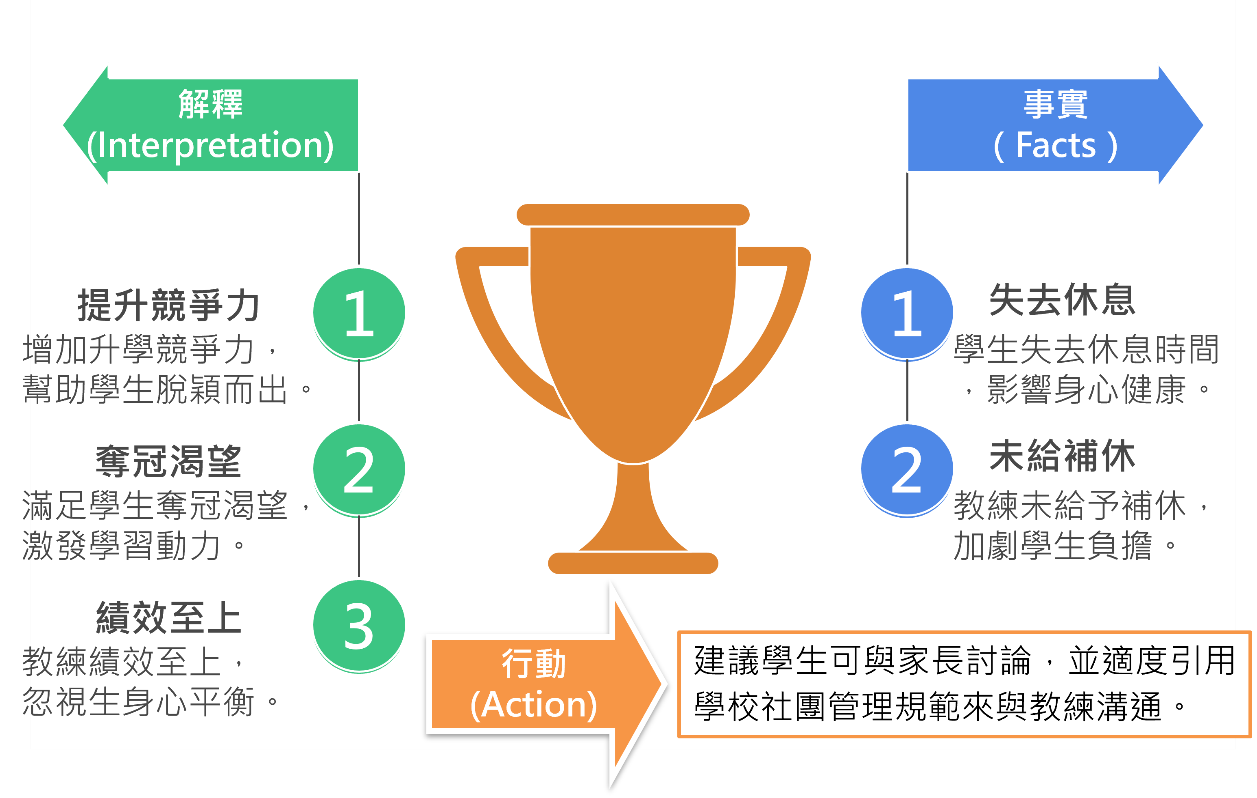 解釋
(Interpretation)
1
提升競爭力
增加升學競爭力，
幫助學生脫穎而出。
2
奪冠渴望
滿足學生奪冠渴望，
激發學習動力。
3
績效至上
教練績效至上，
忽視生身心平衡。
事實
( Facts )
1
失去休息
學生失去休息時間
，影響身心健康。
2
未給補休
教練未給予補休，
加劇學生負擔。
行動
(Action)
建議學生可與家長討論，並適度引用
學校社團管理規範來與教練溝通。